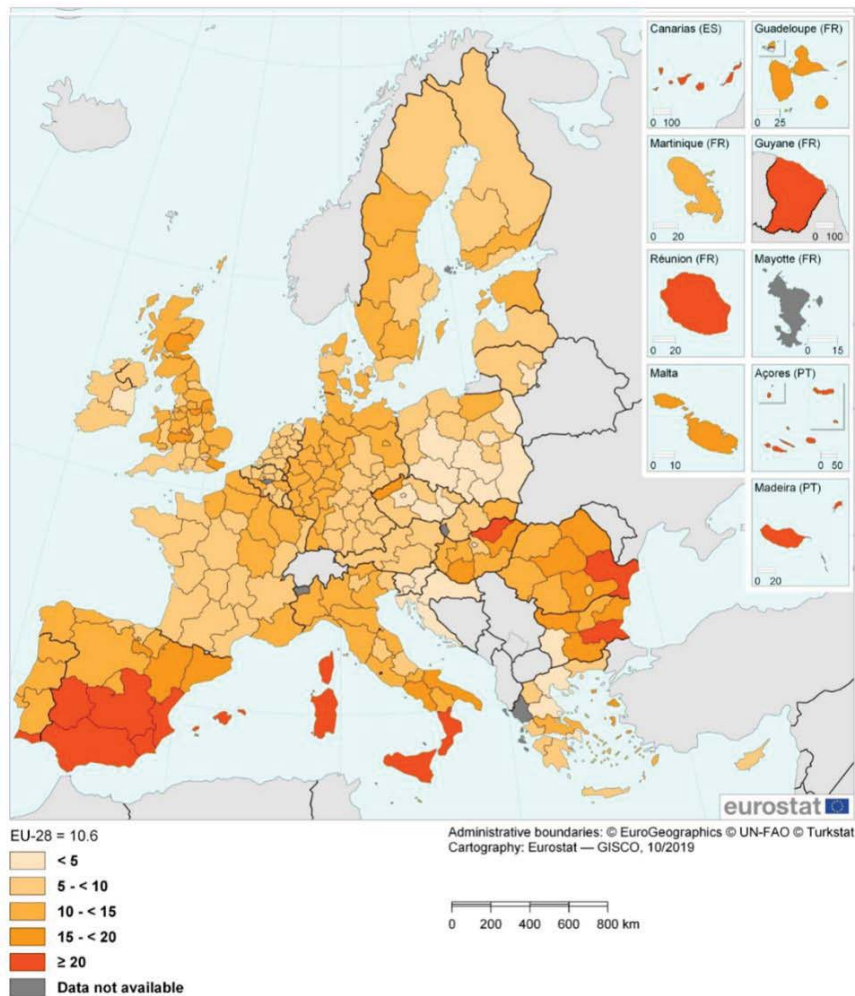 Canarias (ES)
0 100
Guadeloupe (FR)
0 25
Martinique (FR)
0 20
Guyane (FR)
0 100
Réunion (FR)
0 20
Mayotte (FR)
0 15
Malta
0 10
Açores (PT)
0 50
Madeira (PT)
0 20
eurostat
EU-28 = 10.6
< 5
5 - < 10
10 - < 15
15 - < 20
≥ 20
Data not available
Administrative boundaries: © EuroGeographics © UN-FAO © Turkstat
Cartography: Eurostat — GISCO, 10/2019
0 200 400 600 800 km